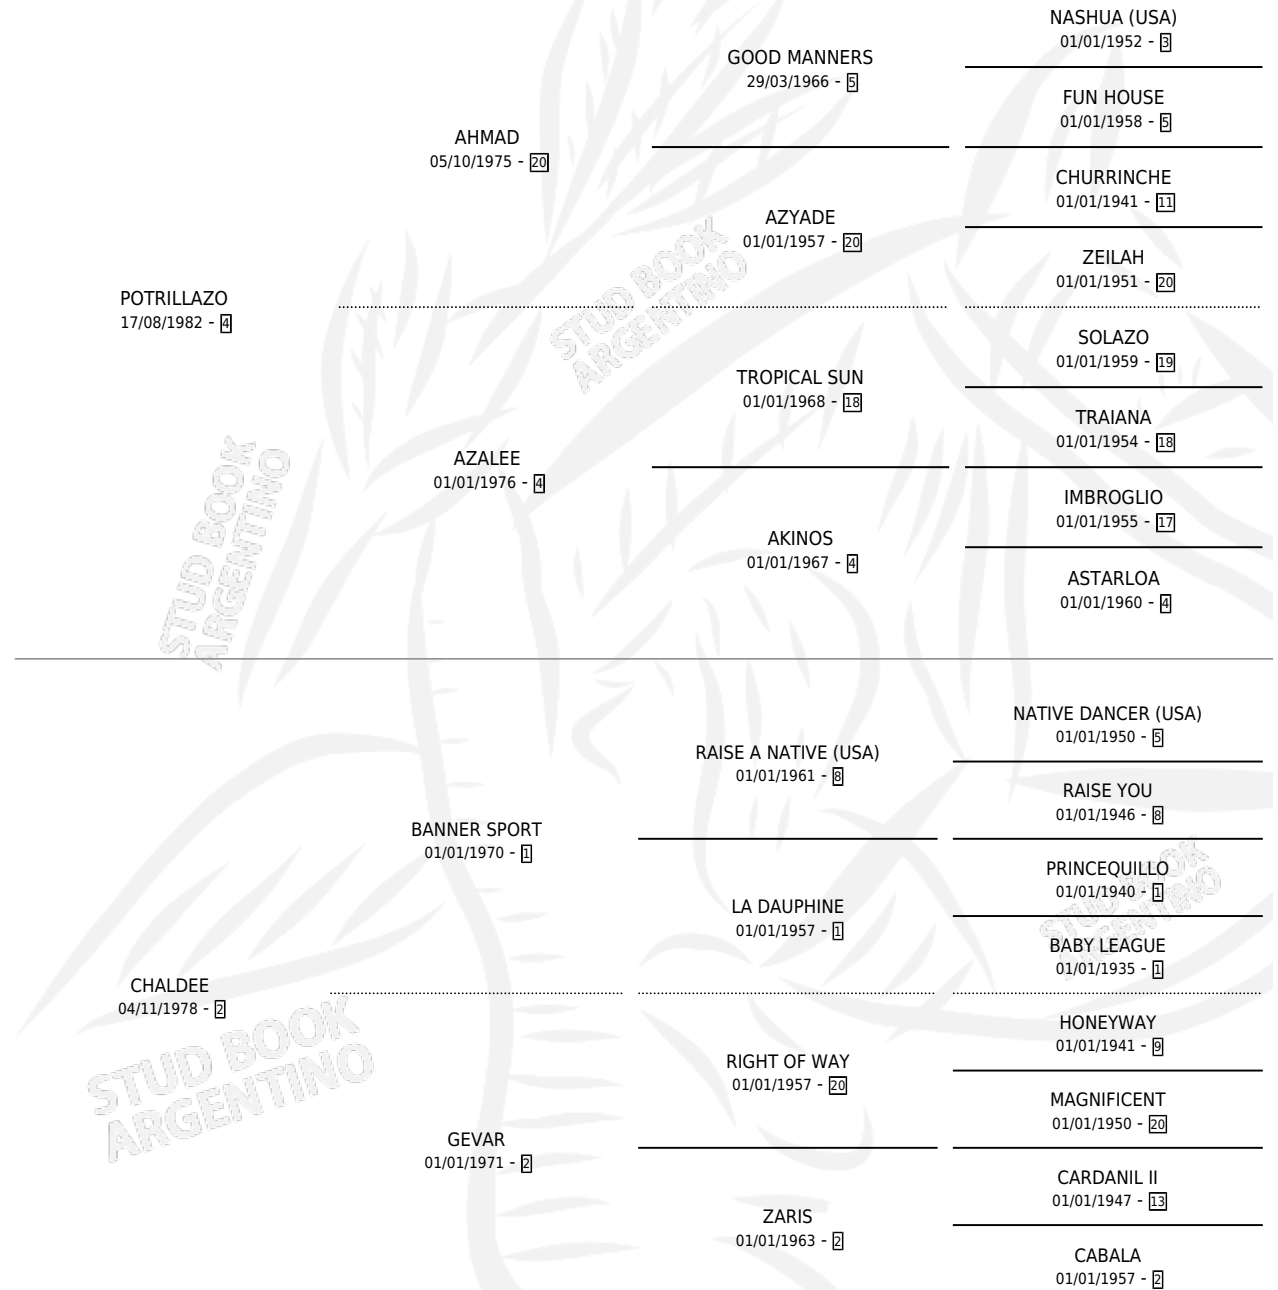 NASHUA (USA)
01/01/1952 - 3
GOOD MANNERS
29/03/1966 - 5
FUN HOUSE
01/01/1958 - 5
AHMAD
05/10/1975 - 20
CHURRINCHE
01/01/1941 - 11
AZYADE
01/01/1957 - 20
ZEILAH
01/01/1951 - 20
POTRILLAZO
17/08/1982 - 4
STUD BOOK
ARGENTINO
SOLAZO
01/01/1959 - 19
TROPICAL SUN
01/01/1968 - 18
TRAIANA
01/01/1954 - 18
AZALEE
01/01/1976 - 4
IMBROGLIO
01/01/1955 - 17
AKINOS
01/01/1967 - 4
ASTARLOA
01/01/1960 - 4
STUD BOOK
ARGENTINO
NATIVE DANCER (USA)
01/01/1950 - 5
RAISE A NATIVE (USA)
01/01/1961 - 8
RAISE YOU
01/01/1946 - 8
BANNER SPORT
01/01/1970 - 1
PRINCEQUILLO
01/01/1940 - 1
LA DAUPHINE
01/01/1957 - 1
BABY LEAGUE
01/01/1935 - 1
STUD BOOK
ARGENTINO
CHALDEE
04/11/1978 - 2
HONEYWAY
01/01/1941 - 9
RIGHT OF WAY
01/01/1957 - 20
MAGNIFICENT
01/01/1950 - 20
STUD BOOK
ARGENTINO
GEVAR
01/01/1971 - 2
CARDANIL II
01/01/1947 - 13
ZARIS
01/01/1963 - 2
CABALA
01/01/1957 - 2